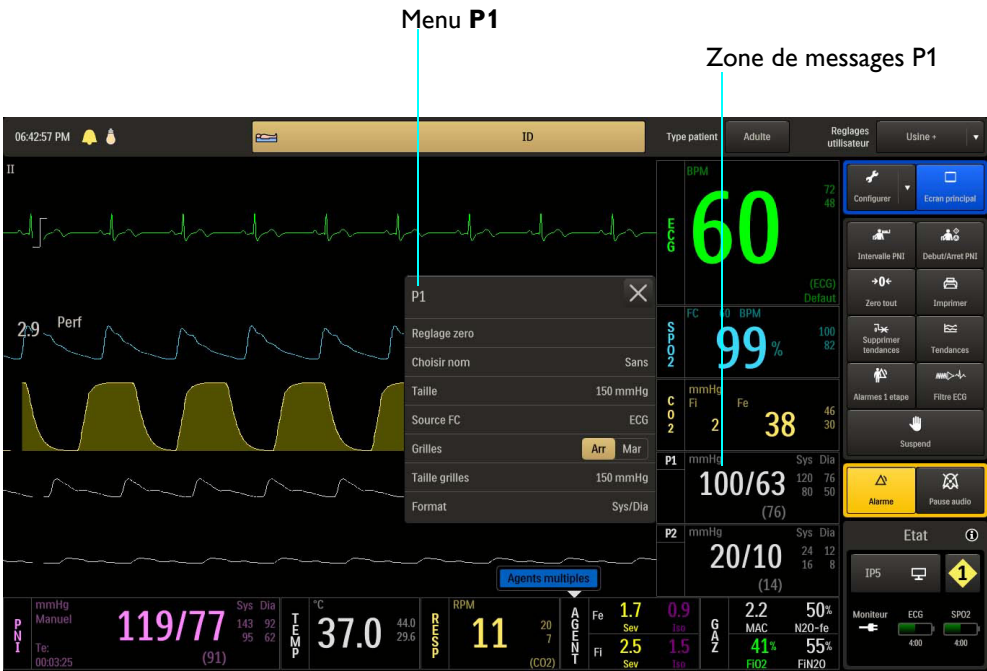 Menu P1
Zone de messages P1
06:42:57 PM
ID
Type patient
Adulte
Reglages utilisateur
Usine +
II
2.9 Perf
P1
Reglage zero
Choisir nom Sans
Taille 150 mmHg
Source FC ECG
Grilles Arr Mar
Taille grilles 150 mmHg
Format Sys/Dia
Agents multiples
ECG
BPM
60
72
48
(ECG)
Defaut
SPO2
FC 60 BPM
99 %
100
82
CO2
mmHg
Fi
2
Fe
38
46
30
P1
mmHg
Sys Dia
100/63
120 76
80 50
(76)
P2
mmHg
Sys Dia
20/10
24 12
16 8
(14)
PNI
mmHg
Manuel
Te:
00:03:25
119/77
(91)
Sys Dia
143 92
95 62
TEMP
°C
37.0
44.0
29.6
RESP
RPM
11
20
7
(CO2)
AGENT
Fe 1.7 0.9
Sev Iso
Fi 2.5 1.5
Sev Iso
GAZ
2.2 50%
MAC N2O-fe
41% 55%
FiO2 FiN2O
Configurer
Ecran principal
Intervalle PNI
Debut/Arret PNI
→0←
Zero tout
Imprimer
Supprimer tendances
Tendances
Alarmes 1 etape
Filtre ECG
Suspend
Alarme
Pause audio
Etat
IP5
1
Moniteur ECG SPO2
4:00 4:00